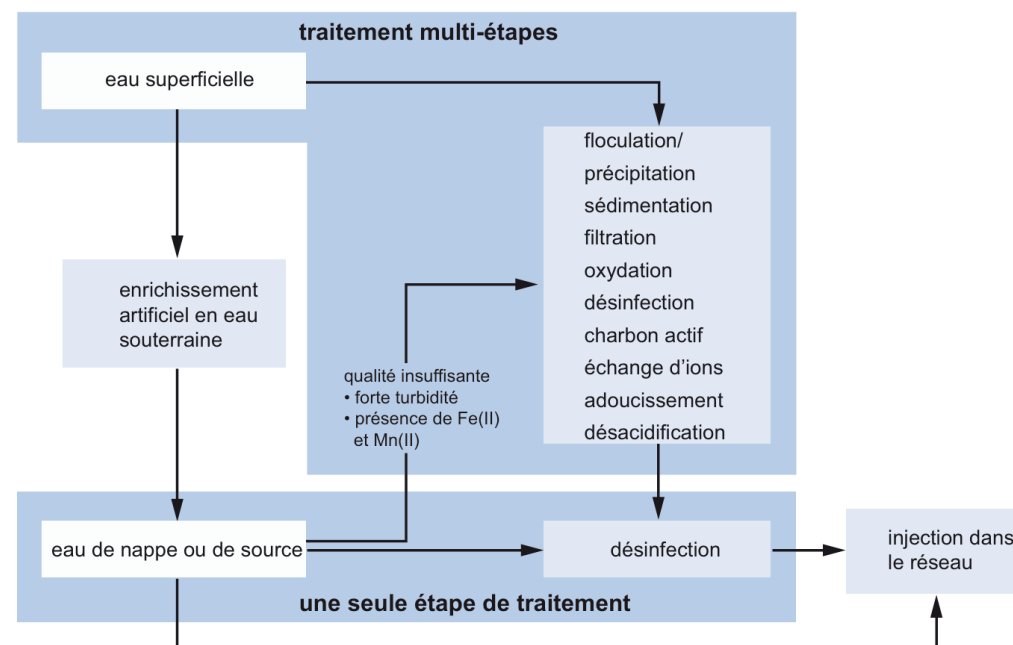 traitement multi-étapes
eau superficielle
floculation/
précipitation
sédimentation
filtration
oxydation
désinfection
charbon actif
échange d’ions
adoucissement
désacidification
enrichissement
artificiel en eau
souterraine
qualité insuffisante
• forte turbidité
• présence de Fe(II)
et Mn(II)
eau de nappe ou de source
désinfection
injection dans
le réseau
une seule étape de traitement